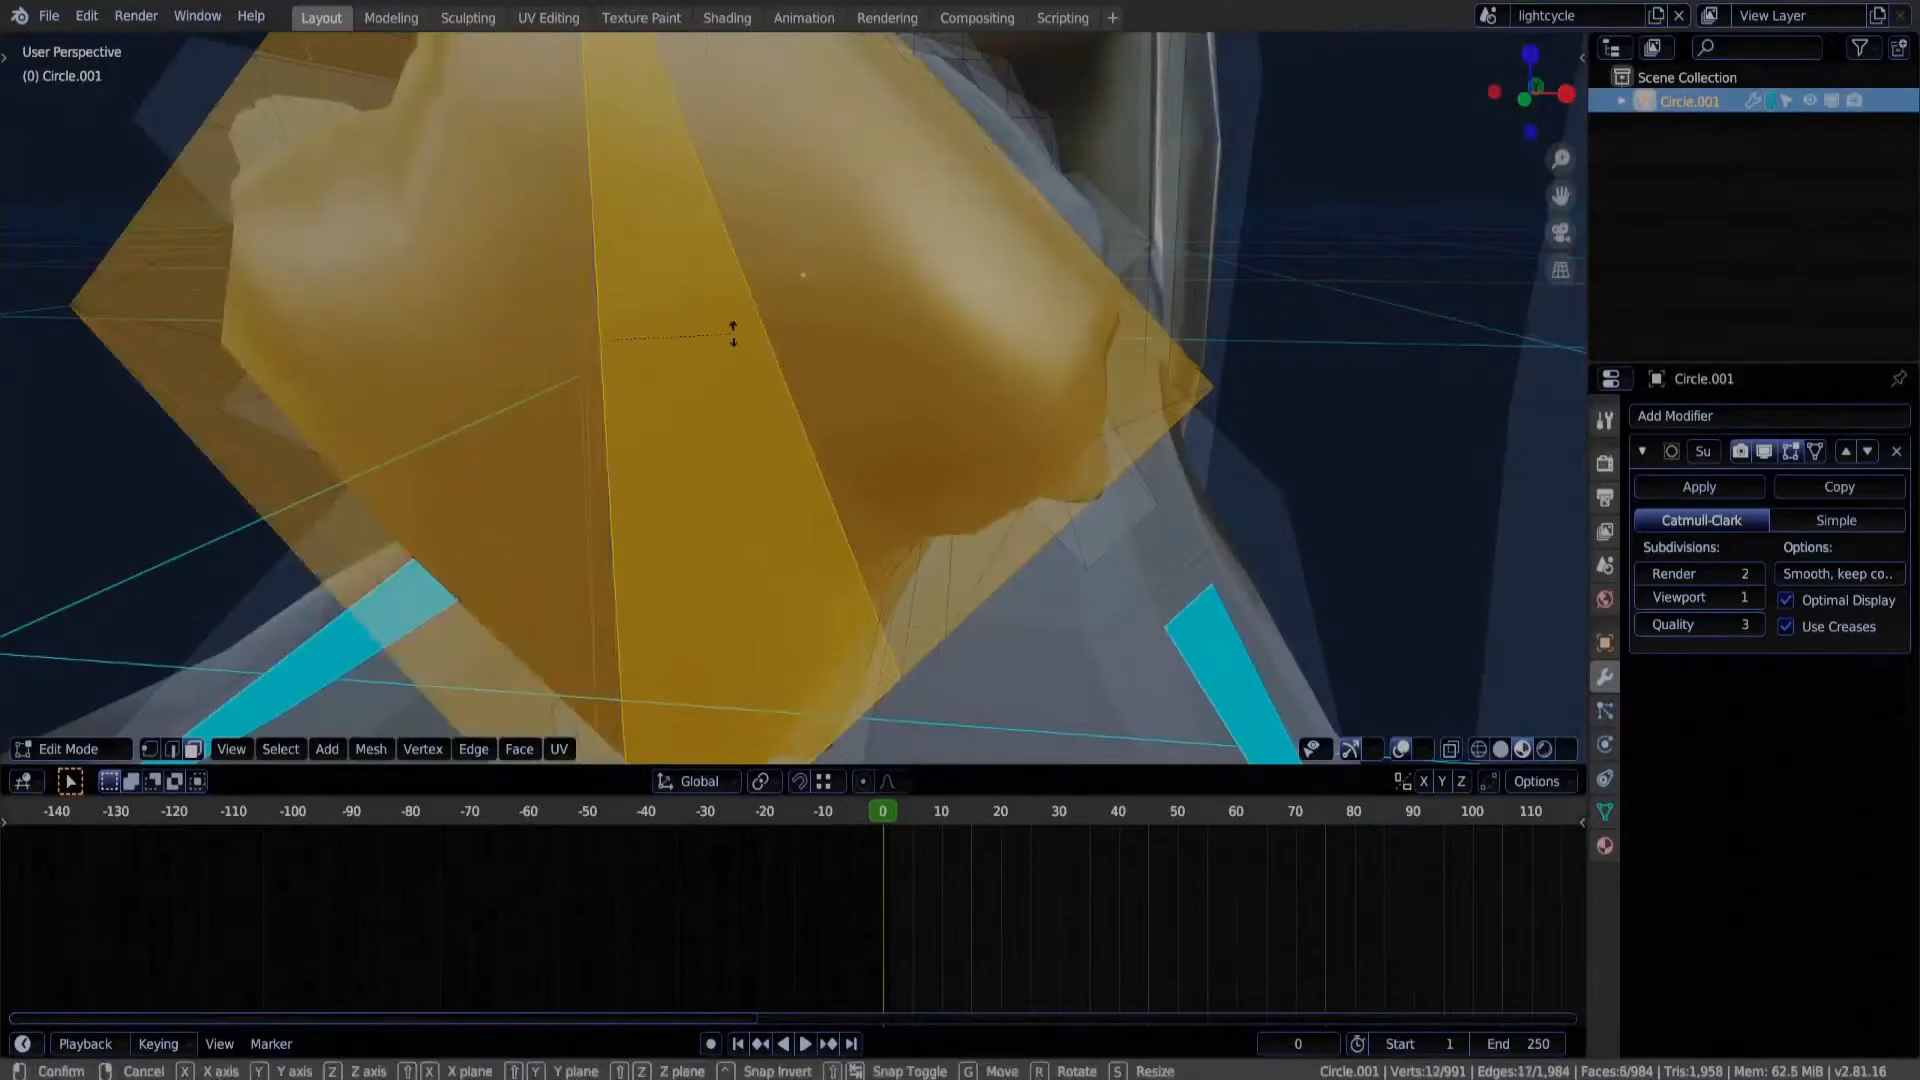 File Edit Render Window Help Layout Modeling Sculpting UV Editing Texture Paint Shading Animation Rendering Compositing Scripting + lightcycle View Layer
User Perspective
(0) Circle.001
Scene Collection
Circle.001
Circle.001
Add Modifier
Su
Apply Copy
Catmull-Clark Simple
Subdivisions: Options:
Render 2 Smooth, keep co..
Viewport 1 Optimal Display
Quality 3 Use Creases
Edit Mode View Select Add Mesh Vertex Edge Face UV
Global X Y Z Options
-140 -130 -120 -110 -100 -90 -80 -70 -60 -50 -40 -30 -20 -10 0 10 20 30 40 50 60 70 80 90 100 110
Playback Keying View Marker 0 Start 1 End 250
Confirm Cancel X X axis Y Y axis Z Z axis X X plane Y Y plane Z Z plane Snap Invert Snap Toggle G Move R Rotate S Resize Circle.001 | Verts:12/991 | Edges:17/1,984 | Faces:6/984 | Tris:1,958 | Mem: 62.5 MiB | v2.81.16